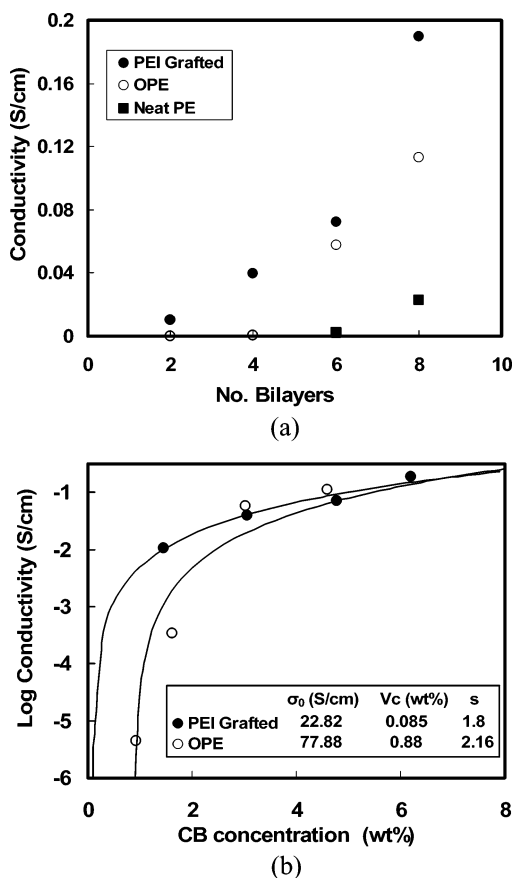 0.2
0.16
0.12
0.08
0.04
0
Conductivity (S/cm)
PEI Grafted
OPE
Neat PE
0 2 4 6 8 10
No. Bilayers
(a)
-1
-2
-3
-4
-5
-6
Log Conductivity (S/cm)
σ0 (S/cm) Vc (wt%) s
PEI Grafted 22.82 0.085 1.8
OPE 77.88 0.88 2.16
0 2 4 6 8
CB concentration (wt%)
(b)